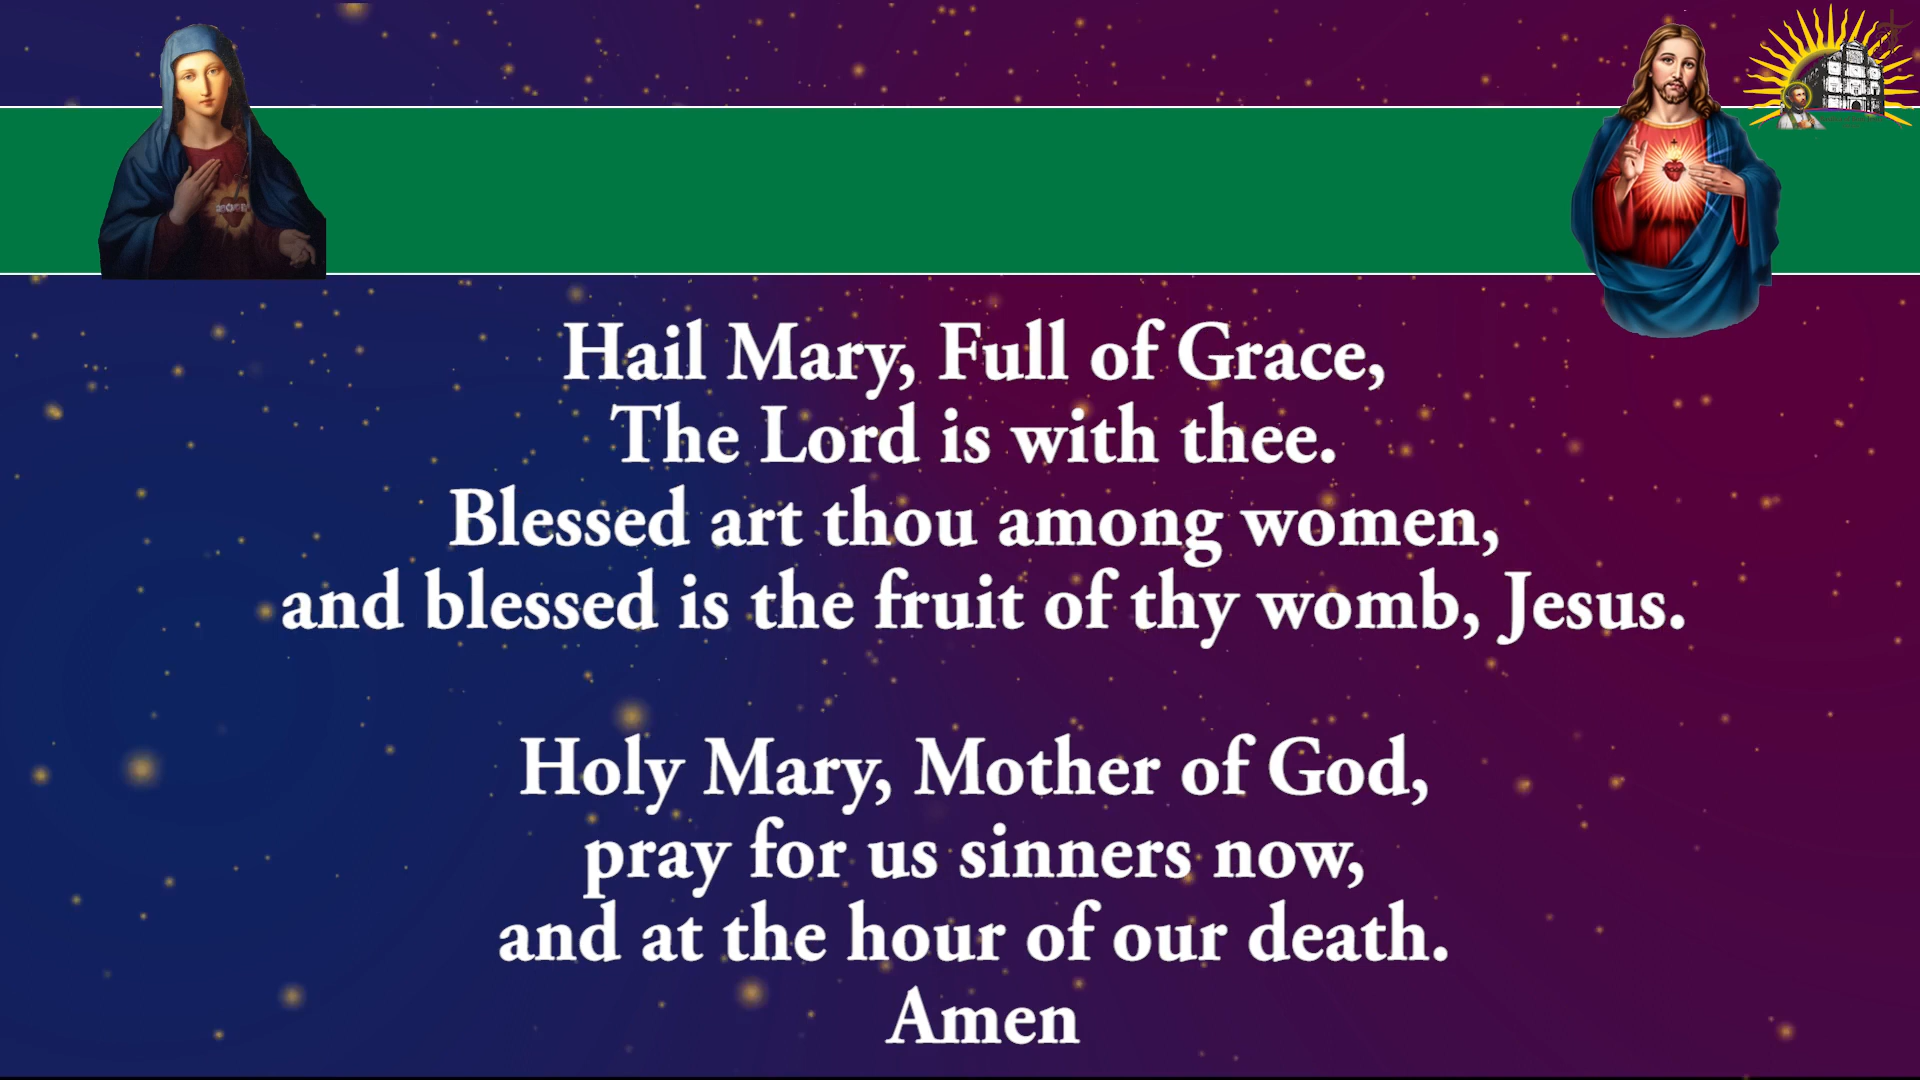 Hail Mary, Full of Grace,
The Lord is with thee.
Blessed art thou among women,
and blessed is the fruit of thy womb, Jesus.
Holy Mary, Mother of God,
pray for us sinners now,
and at the hour of our death.
Amen